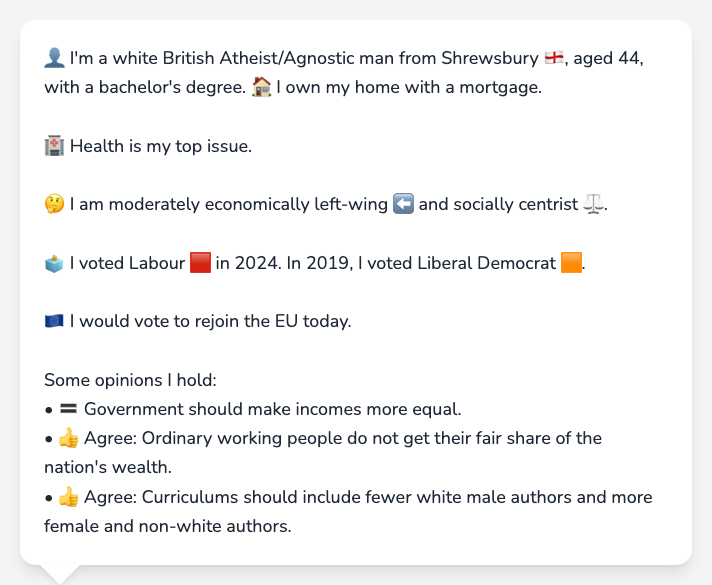 👤 I'm a white British Atheist/Agnostic man from Shrewsbury 🏴󠁧󠁢󠁥󠁮󠁧󠁿, aged 44,
with a bachelor's degree. 🏠 I own my home with a mortgage.
🏥 Health is my top issue.
🤔 I am moderately economically left-wing ⬅️ and socially centrist ⚖️.
🗳️ I voted Labour 🟥 in 2024. In 2019, I voted Liberal Democrat 🟧.
🇪🇺 I would vote to rejoin the EU today.
Some opinions I hold:
• 🟰 Government should make incomes more equal.
• 👍 Agree: Ordinary working people do not get their fair share of the
nation's wealth.
• 👍 Agree: Curriculums should include fewer white male authors and more
female and non-white authors.